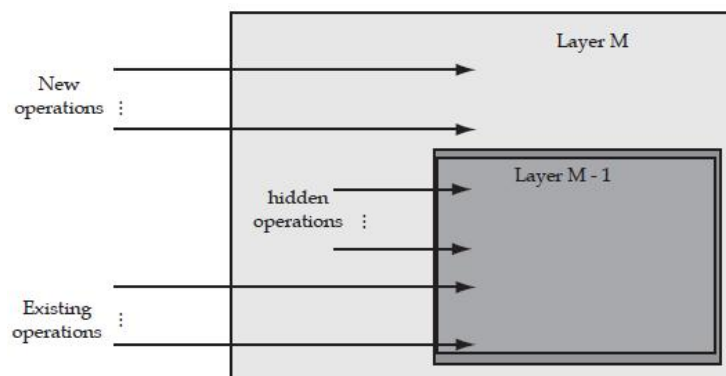 Layer M
New
operations ⋮
Layer M - 1
hidden
operations ⋮
Existing
operations ⋮